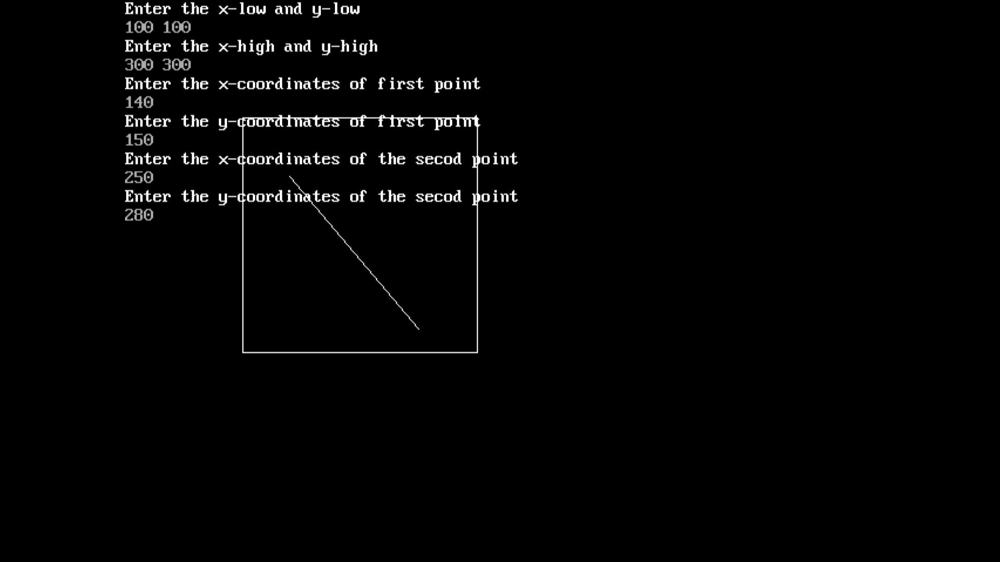 Enter the x-low and y-low
100 100
Enter the x-high and y-high
300 300
Enter the x-coordinates of first point
140
Enter the y-coordinates of first point
150
Enter the x-coordinates of the secod point
250
Enter the y-coordinates of the secod point
280